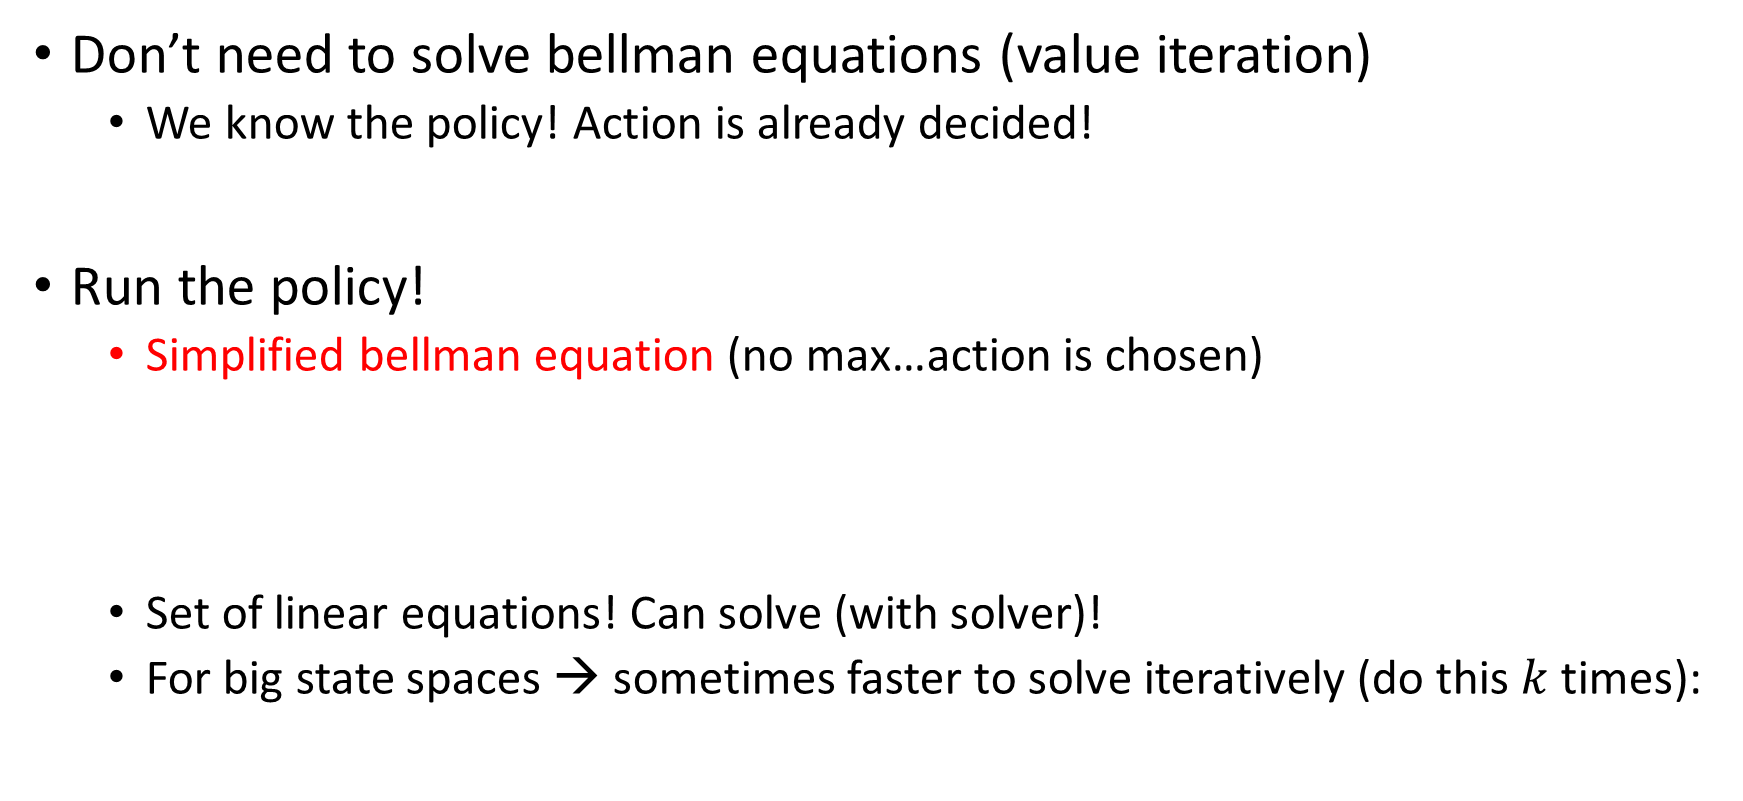 • Don’t need to solve bellman equations (value iteration)
• We know the policy! Action is already decided!
• Run the policy!
• Simplified bellman equation (no max…action is chosen)
• Set of linear equations! Can solve (with solver)!
• For big state spaces → sometimes faster to solve iteratively (do this k times):